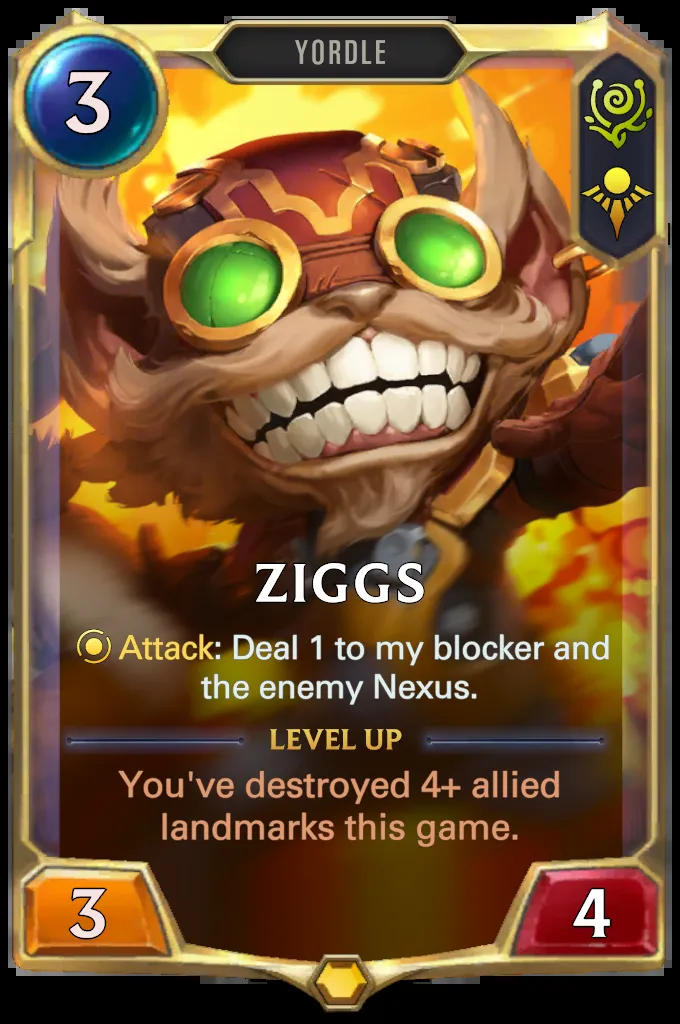 YORDLE
3
ZIGGS
Attack: Deal 1 to my blocker and
the enemy Nexus.
LEVEL UP
You've destroyed 4+ allied
landmarks this game.
3
4